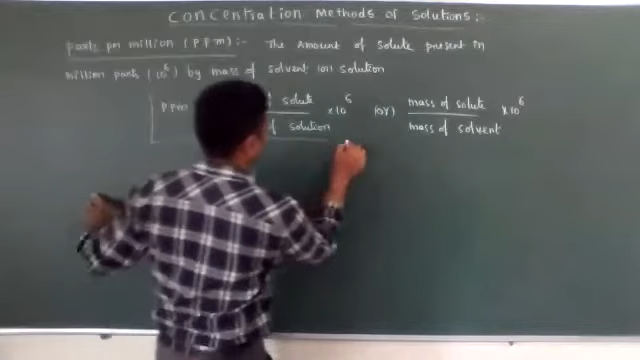 Concentration Methods of Solutions:-
parts per million (PPm):- The Amount of solute present in
million parts (10⁶) by mass of solvent (or) solution
PPm solute ×10⁶ (or) mass of solute ×10⁶
of solution mass of solvent